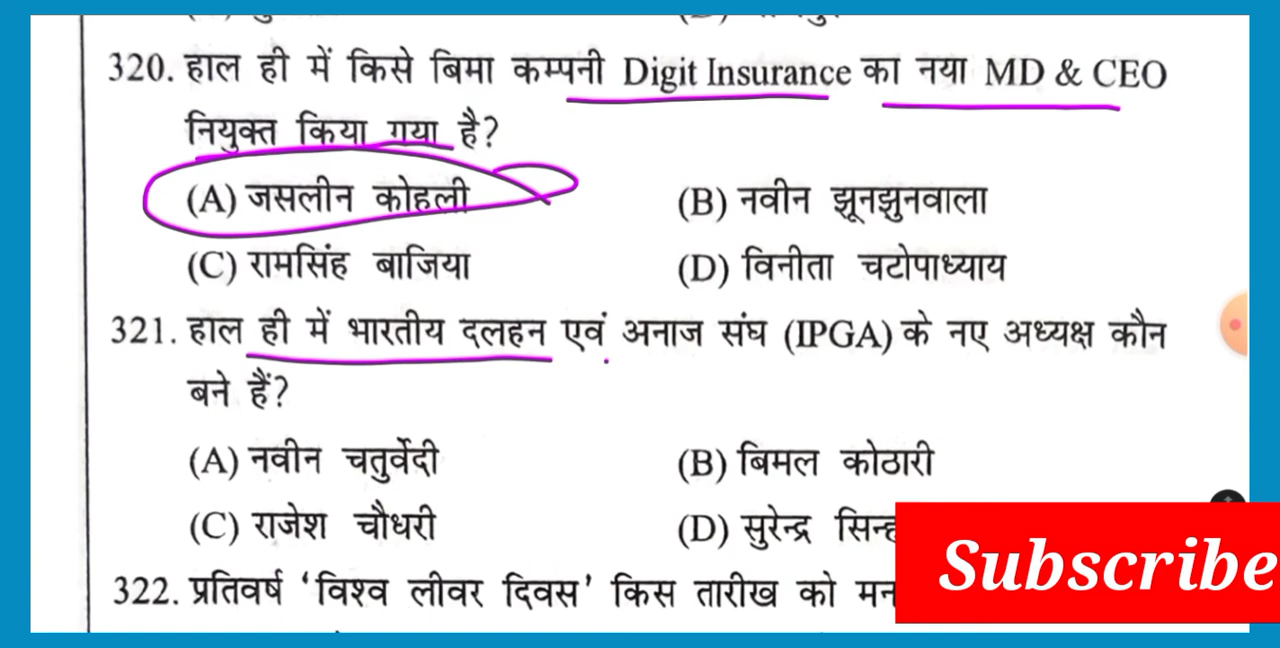 320. हाल ही में किसे बिमा कम्पनी Digit Insurance का नया MD & CEO
नियुक्त किया गया है?
(A) जसलीन कोहली (B) नवीन झूनझुनवाला
(C) रामसिंह बाजिया (D) विनीता चटोपाध्याय
321. हाल ही में भारतीय दलहन एवं अनाज संघ (IPGA) के नए अध्यक्ष कौन
बने हैं?
(A) नवीन चतुर्वेदी (B) बिमल कोठारी
(C) राजेश चौधरी (D) सुरेन्द्र
322. प्रतिवर्ष ‘विश्व लीवर दिवस’ किस तारीख को
Subscribe